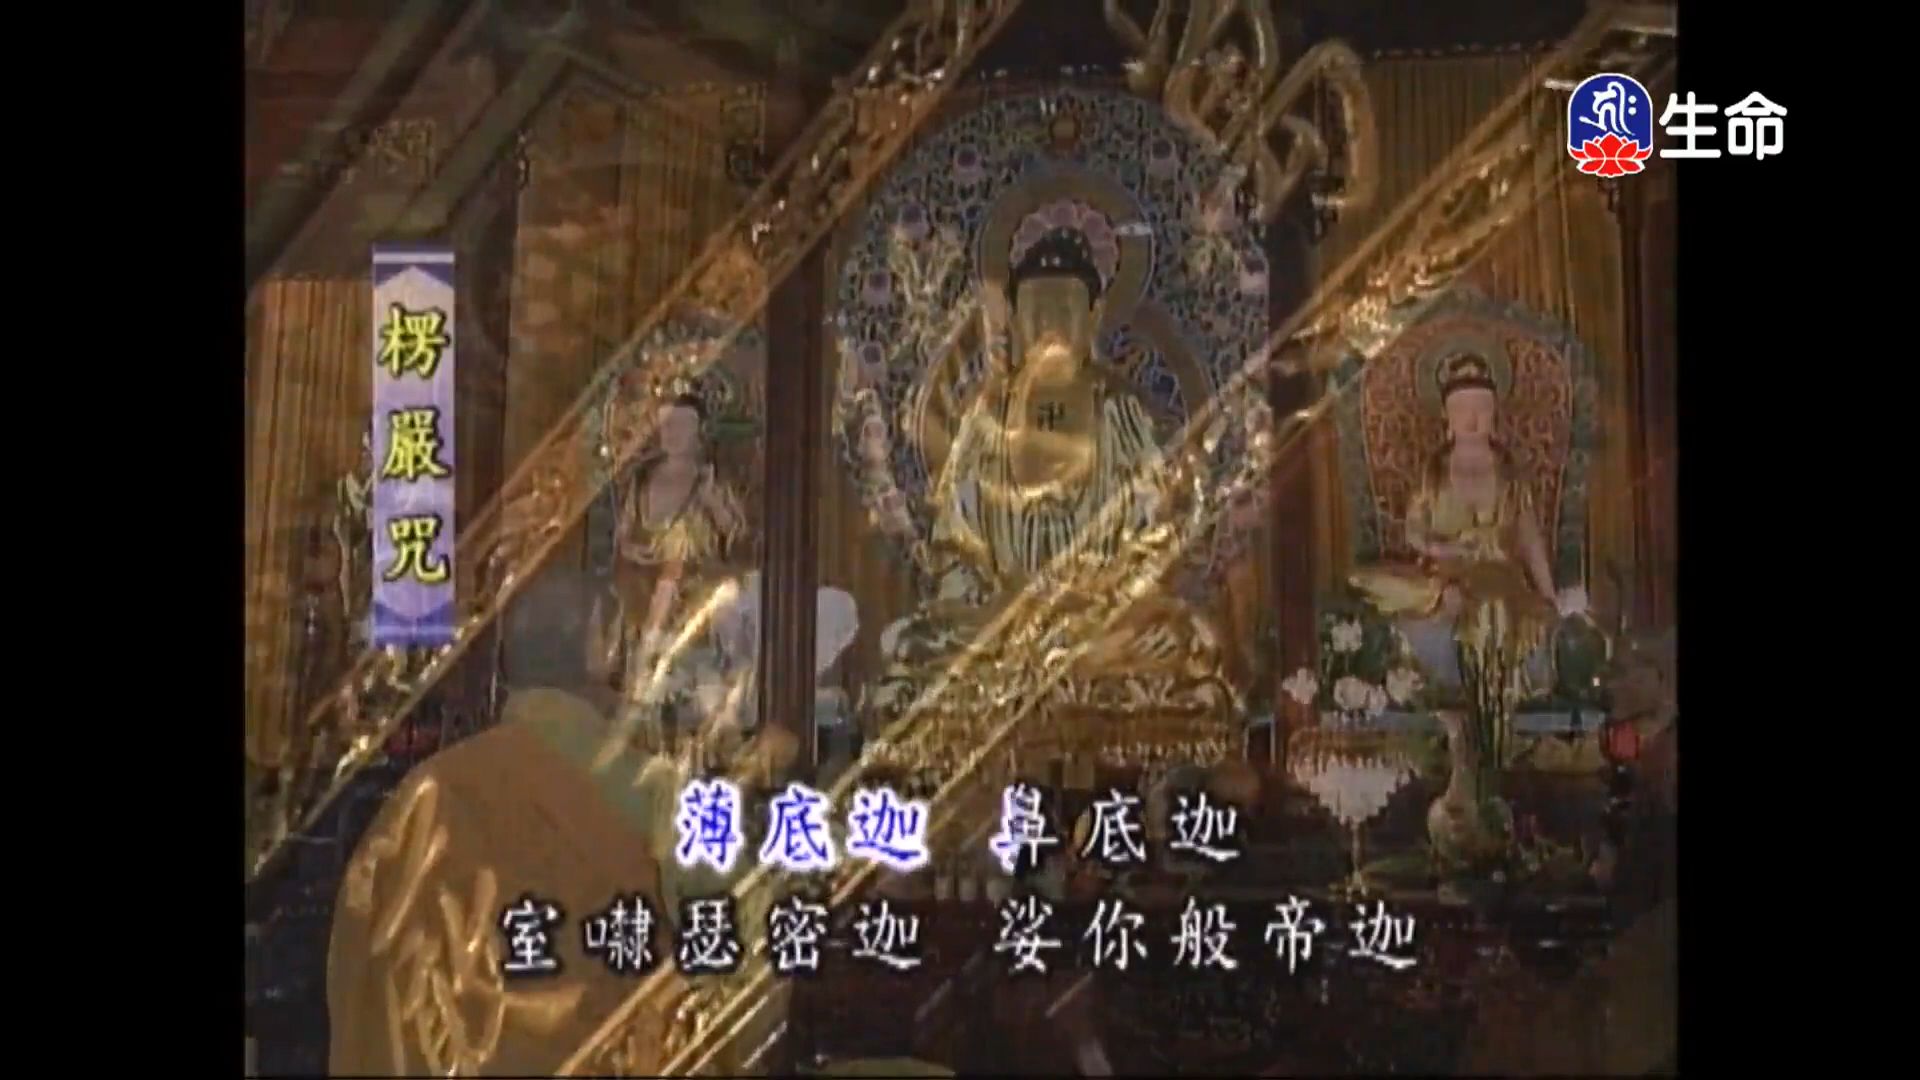 生命
楞嚴咒
薄底迦 鼻底迦
室嚹瑟密迦 娑你般帝迦